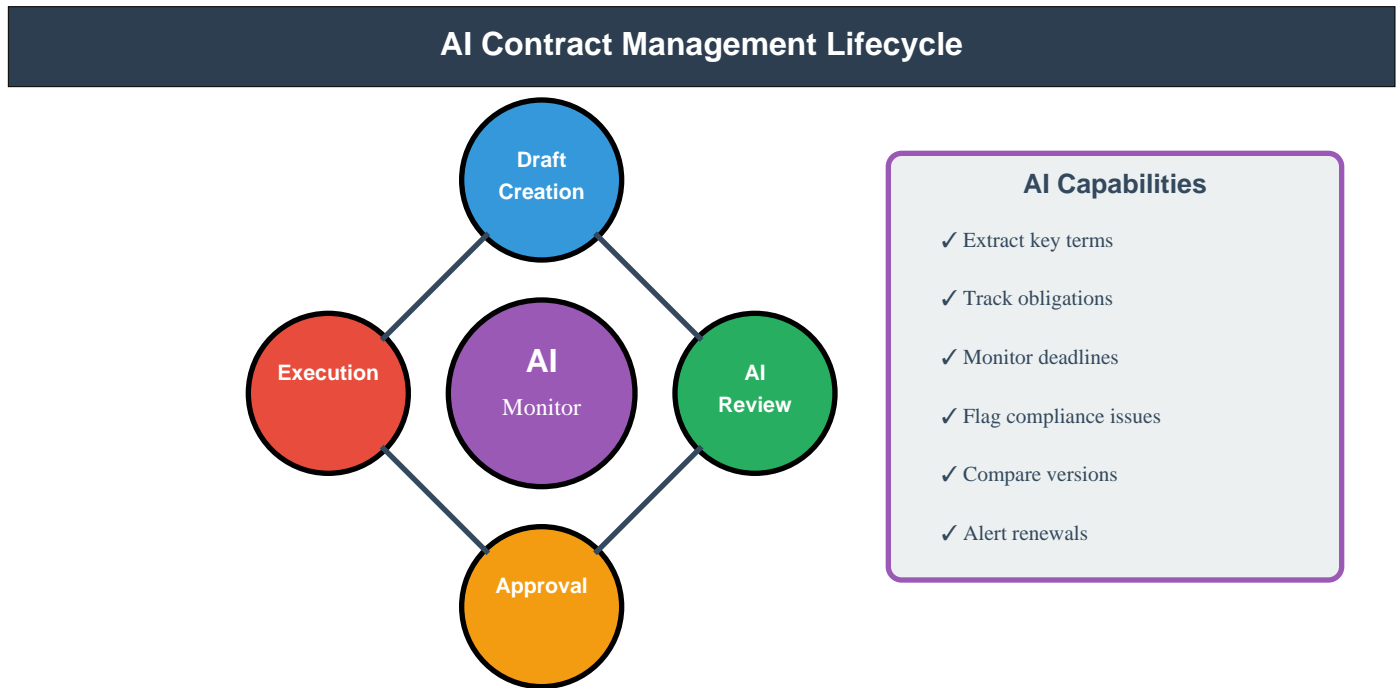 AI Contract Management Lifecycle
Draft
Creation
Execution
AI
Monitor
AI
Review
Approval
AI Capabilities
✓ Extract key terms
✓ Track obligations
✓ Monitor deadlines
✓ Flag compliance issues
✓ Compare versions
✓ Alert renewals